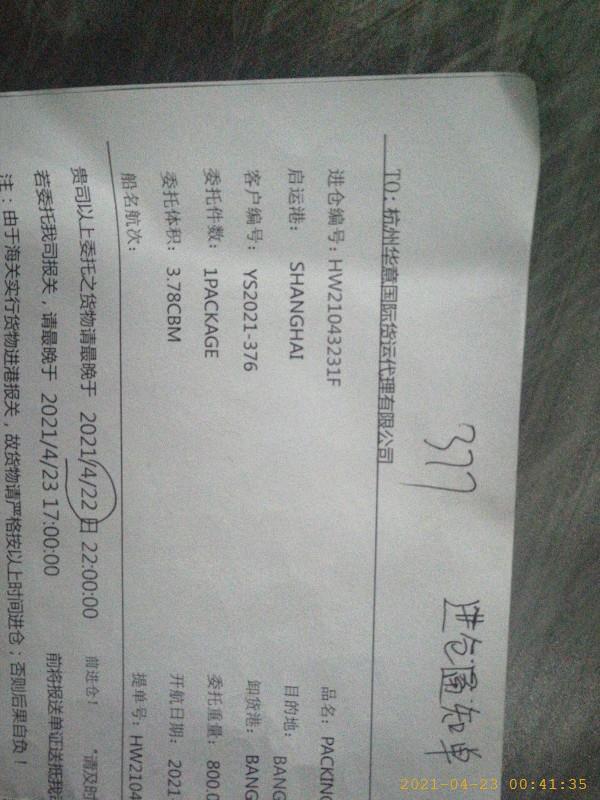 377
进仓通知单
TO: 杭州华意国际货运代理有限公司
进仓编号: HW21043231F 品名: PACKING
启运港: SHANGHAI 目的地: BANG
客户编号: YS2021-376 卸货港: BANG
委托件数: 1PACKAGE 委托重量: 800.0
委托体积: 3.78CBM 开航日期: 2021
船名航次: 提单号: HW2104
贵司以上委托之货物请最晚于 2021/4/22 日 22:00:00 前进仓! *请及时
若委托我司报关, 请最晚于 2021/4/23 17:00:00 前将报送单证送抵我
注: 由于海关实行货物进港报关, 故货物请严格按以上时间进仓; 否则后果自负!
2021-04-23 00:41:35